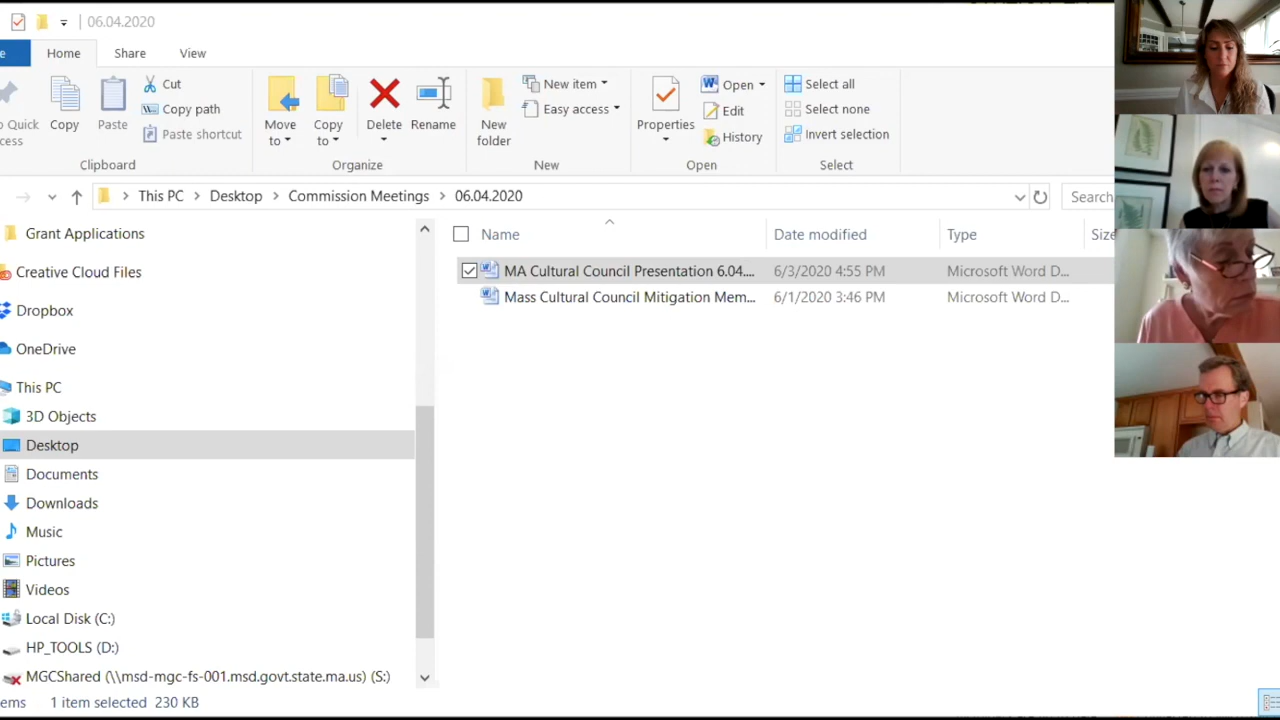 06.04.2020
e Home Share View
Copy
Paste
Cut
Copy path
Paste shortcut
Move to
Copy to
Delete
Rename
New folder
New item
Easy access
Properties
Open
Edit
History
Select all
Select none
Invert selection
o Quick
cess
Clipboard Organize New Open Select
This PC > Desktop > Commission Meetings > 06.04.2020
Search
Grant Applications
Creative Cloud Files
Dropbox
OneDrive
This PC
3D Objects
Desktop
Documents
Downloads
Music
Pictures
Videos
Local Disk (C:)
HP_TOOLS (D:)
MGCShared (\\msd-mgc-fs-001.msd.govt.state.ma.us) (S:)
Name Date modified Type Size
MA Cultural Council Presentation 6.04.... 6/3/2020 4:55 PM Microsoft Word D...
Mass Cultural Council Mitigation Mem... 6/1/2020 3:46 PM Microsoft Word D...
ems 1 item selected 230 KB